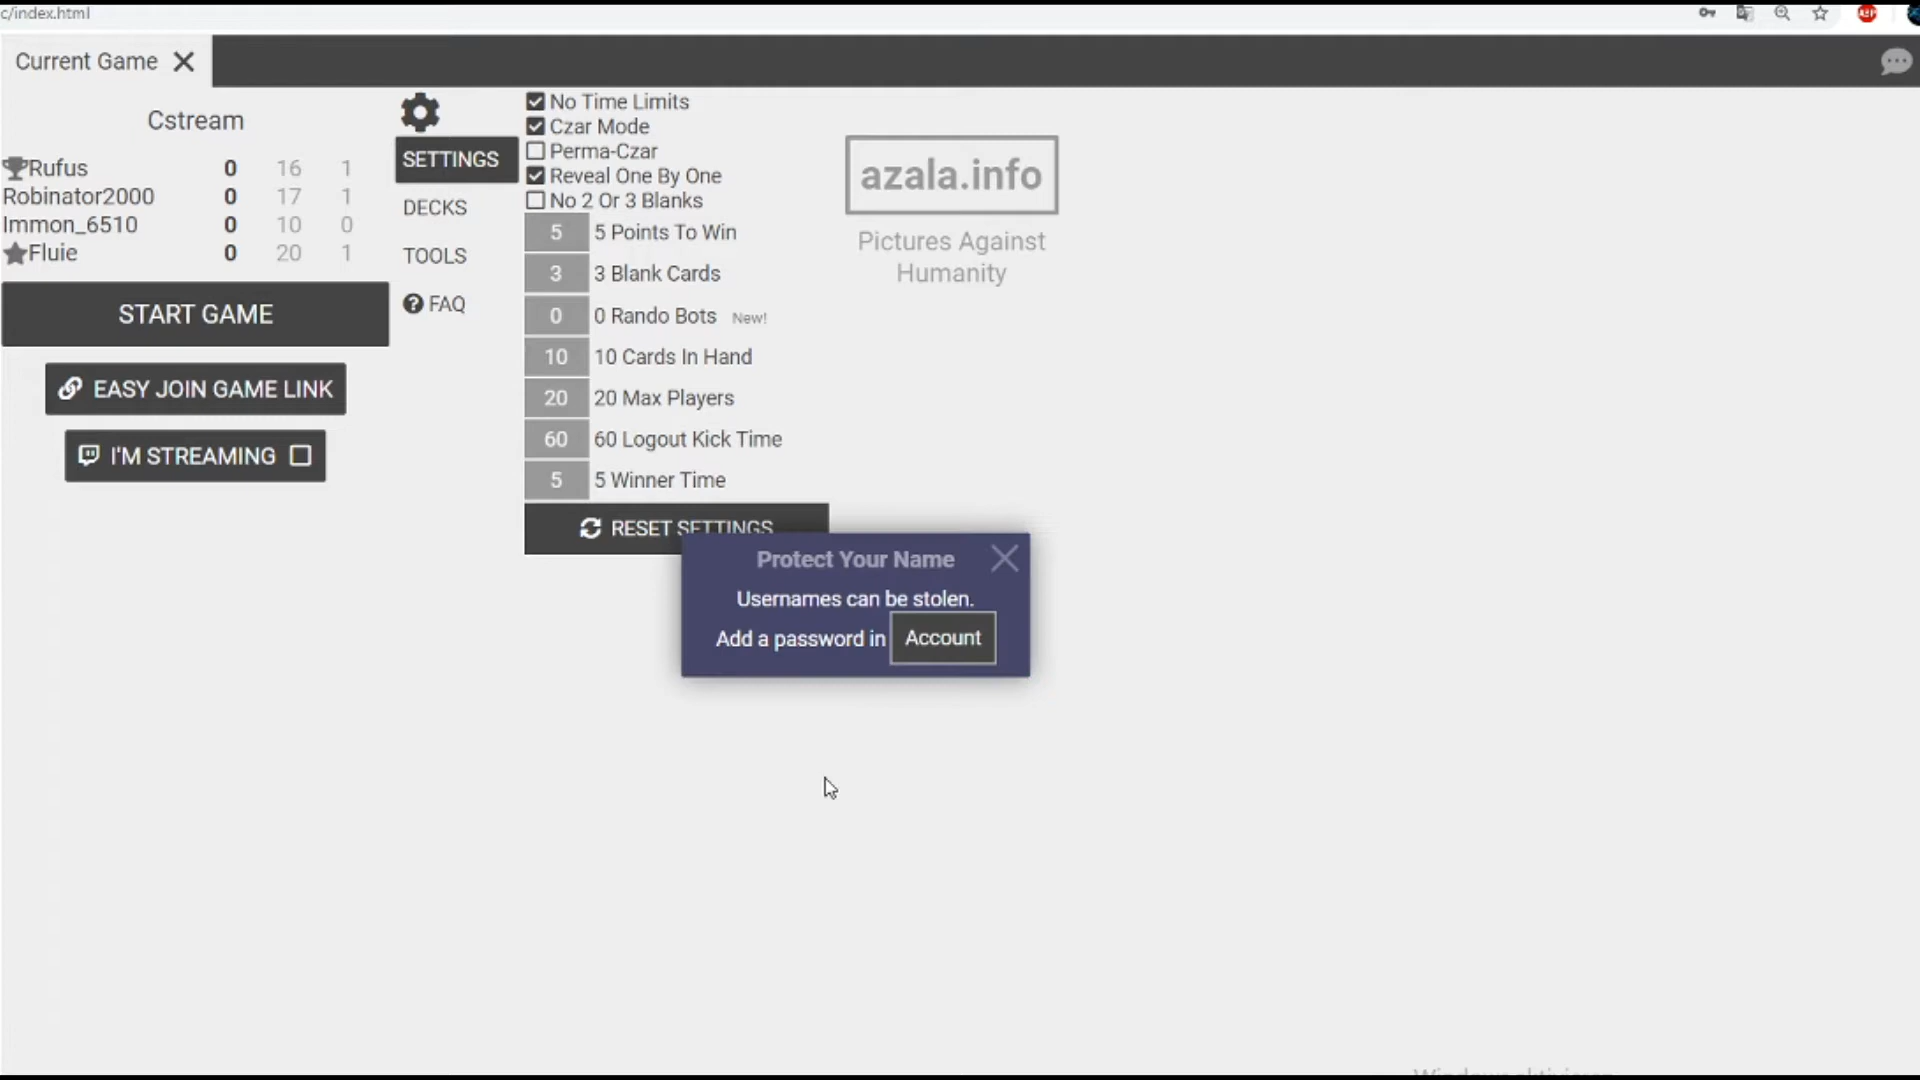 c/index.html
Current Game
Cstream
Rufus 0 16 1
Robinator2000 0 17 1
Immon_6510 0 10 0
Fluie 0 20 1
START GAME
EASY JOIN GAME LINK
I'M STREAMING
SETTINGS
DECKS
TOOLS
FAQ
No Time Limits
Czar Mode
Perma-Czar
Reveal One By One
No 2 Or 3 Blanks
5 5 Points To Win
3 3 Blank Cards
0 0 Rando Bots New!
10 10 Cards In Hand
20 20 Max Players
60 60 Logout Kick Time
5 5 Winner Time
RESET SETTINGS
azala.info
Pictures Against
Humanity
Protect Your Name
Usernames can be stolen.
Add a password in Account